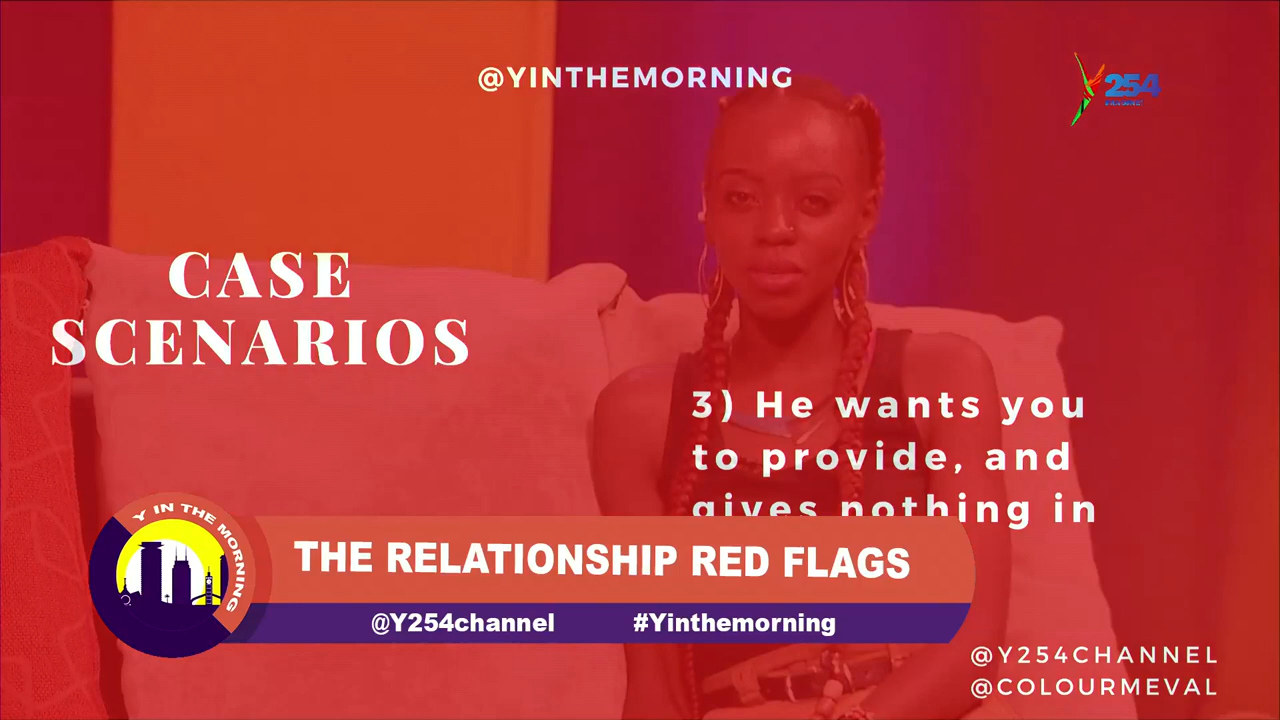 @YINTHEMORNING
254
CASE
SCENARIOS
3) He wants you
to provide, and
gives nothing in
Y IN THE MORNING
THE RELATIONSHIP RED FLAGS
@Y254channel #Yinthemorning
@Y254CHANNEL
@COLOURMEVAL